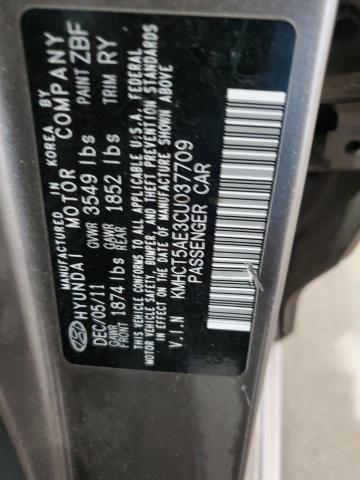 MANUFACTURED IN KOREA BY
HYUNDAI MOTOR COMPANY
DEC/05/11 GVWR 3549 lbs PAINT ZBF
GAWR FRONT 1874 lbs GAWR REAR 1852 lbs TRIM RY
THIS VEHICLE CONFORMS TO ALL APPLICABLE U.S.A. FEDERAL
MOTOR VEHICLE SAFETY, BUMPER, AND THEFT PREVENTION STANDARDS
IN EFFECT ON THE DATE OF MANUFACTURE SHOWN ABOVE
V.I.N KMHCT5AE3CU037709
PASSENGER CAR